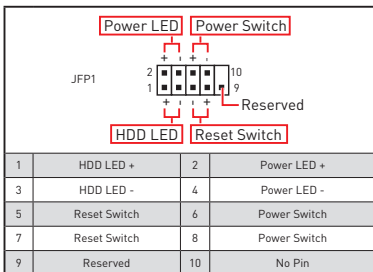 Power LED Power Switch
+ - + -
JFP1
2 10
1 9
+ - - +
Reserved
HDD LED Reset Switch
1 HDD LED + 2 Power LED +
3 HDD LED - 4 Power LED -
5 Reset Switch 6 Power Switch
7 Reset Switch 8 Power Switch
9 Reserved 10 No Pin